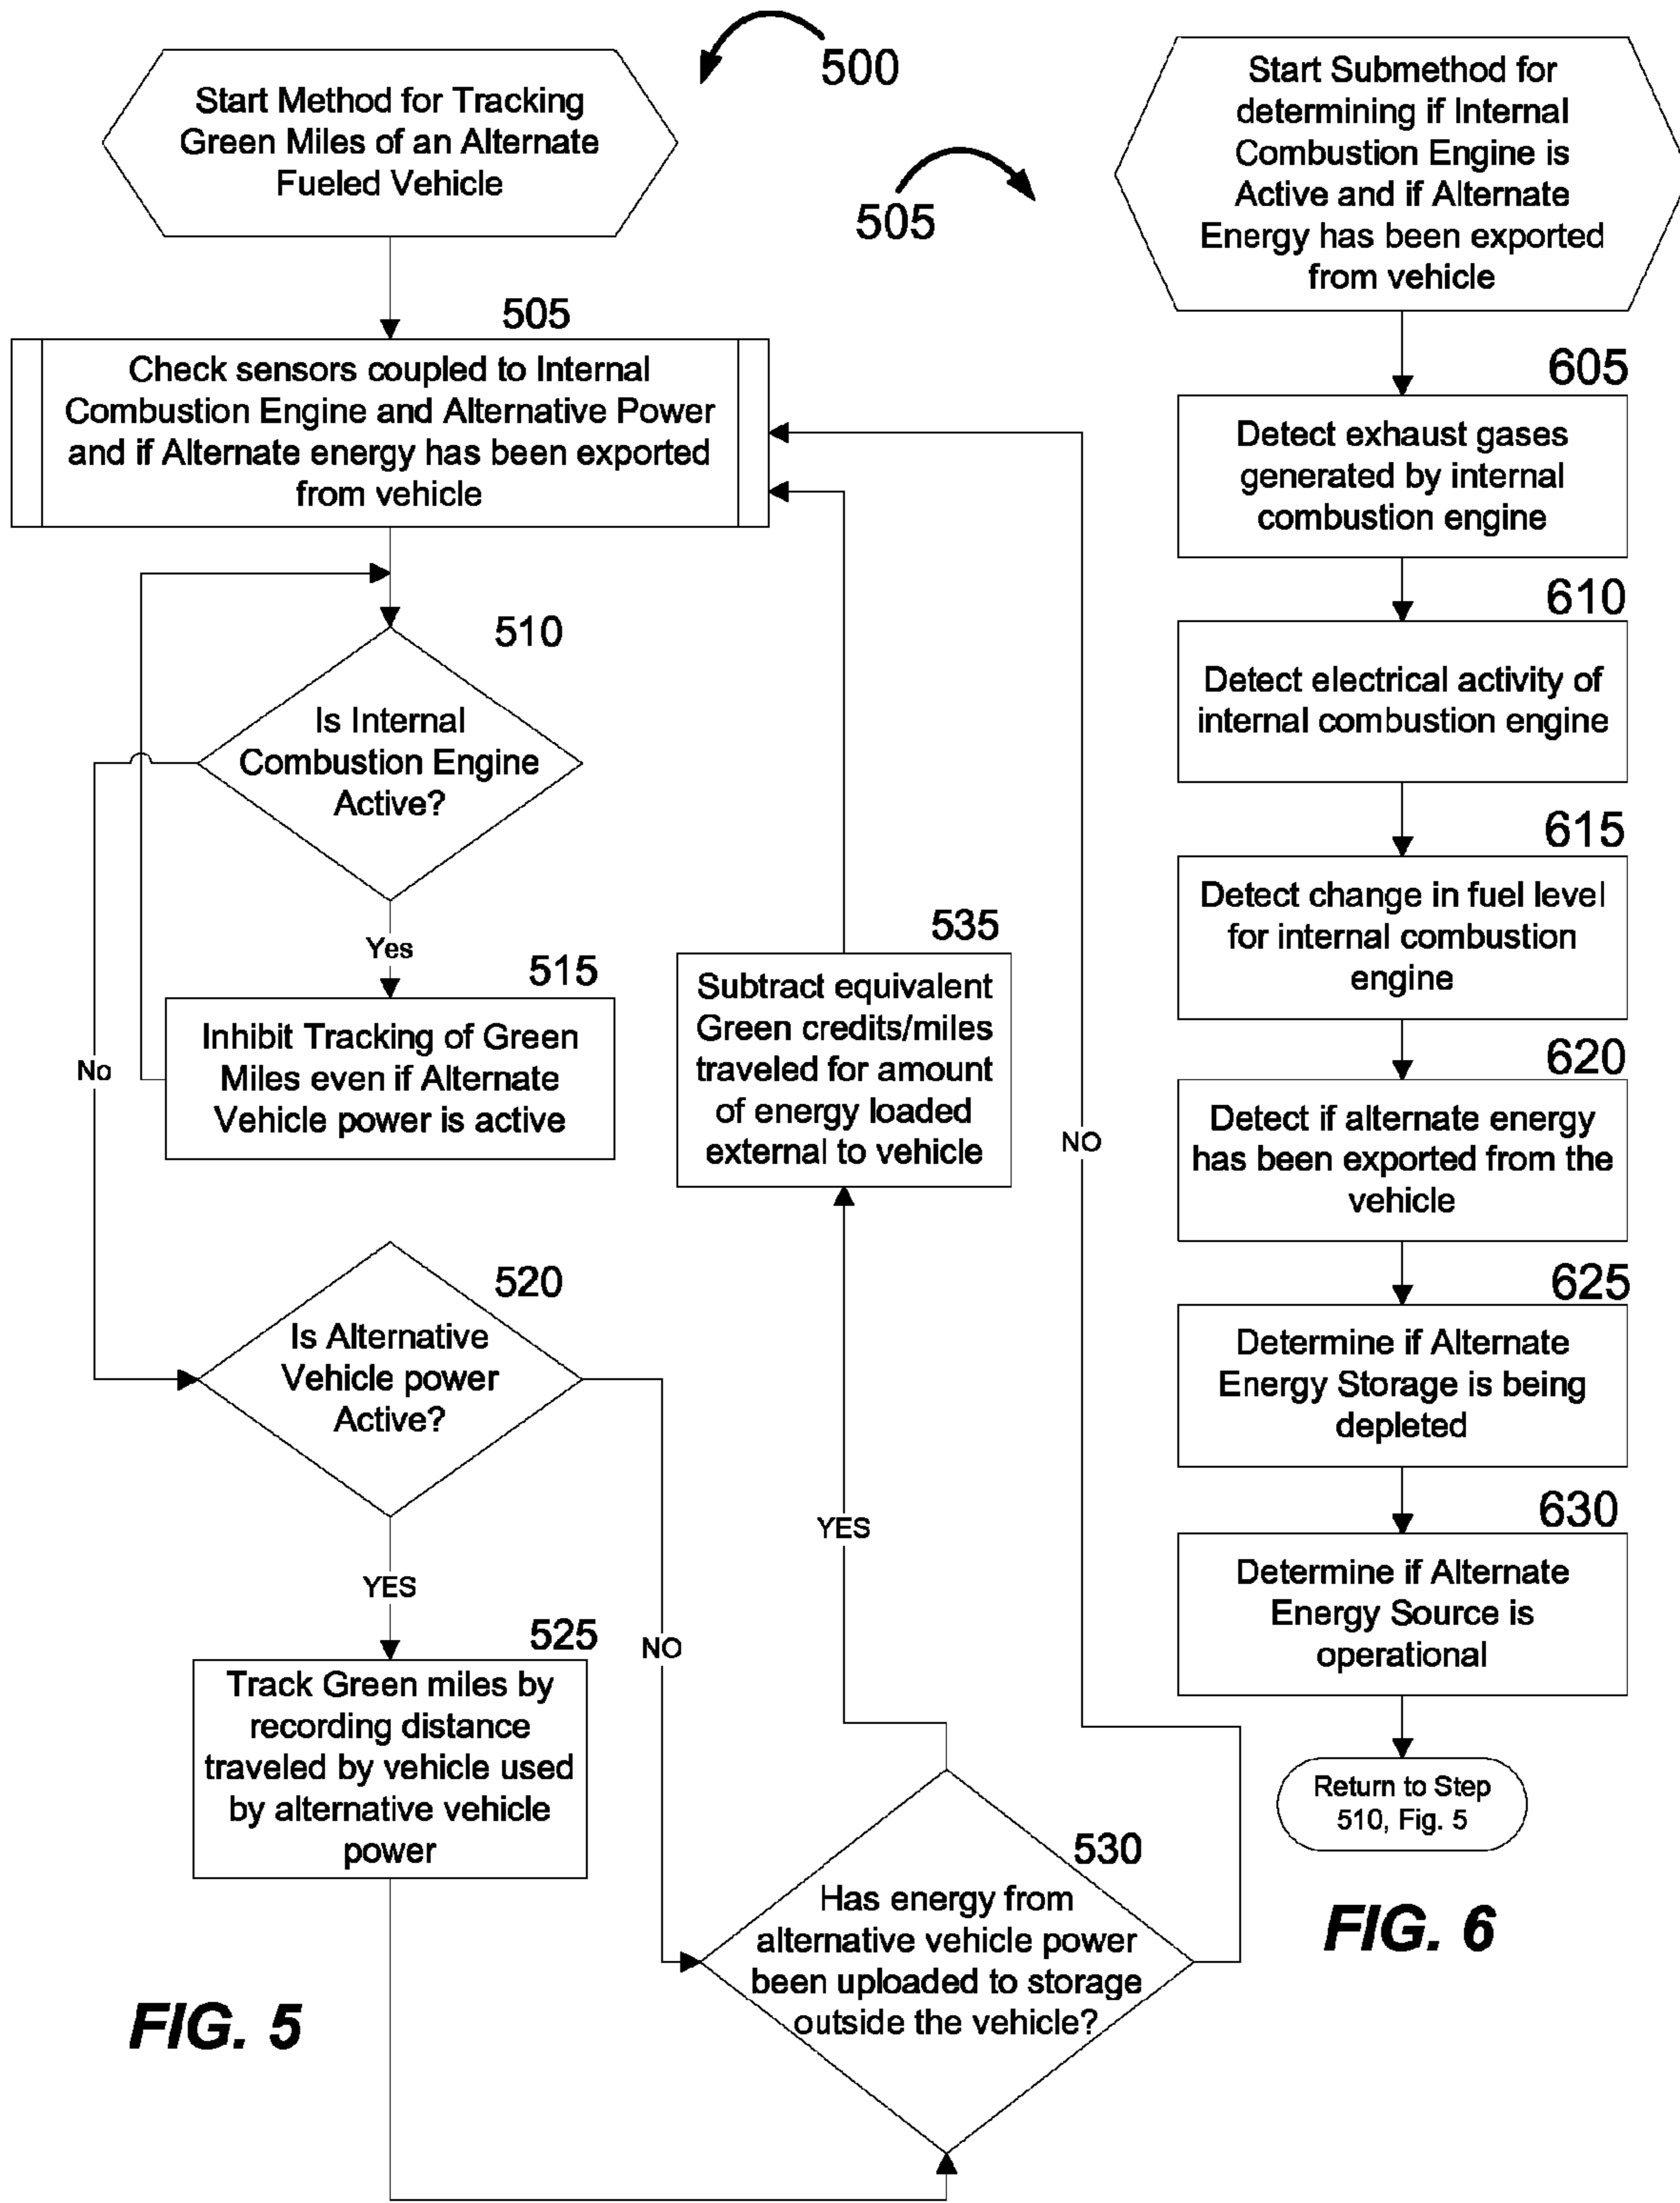 500
Start Method for Tracking
Green Miles of an Alternate
Fueled Vehicle
505
Check sensors coupled to Internal
Combustion Engine and Alternative Power
and if Alternate energy has been exported
from vehicle
510
Is Internal
Combustion Engine
Active?
Yes
No
515
Inhibit Tracking of Green
Miles even if Alternate
Vehicle power is active
520
Is Alternative
Vehicle power
Active?
YES
NO
525
Track Green miles by
recording distance
traveled by vehicle used
by alternative vehicle
power
530
Has energy from
alternative vehicle power
been uploaded to storage
outside the vehicle?
YES
NO
535
Subtract equivalent
Green credits/miles
traveled for amount
of energy loaded
external to vehicle
FIG. 5
505
Start Submethod for
determining if Internal
Combustion Engine is
Active and if Alternate
Energy has been exported
from vehicle
605
Detect exhaust gases
generated by internal
combustion engine
610
Detect electrical activity of
internal combustion engine
615
Detect change in fuel level
for internal combustion
engine
620
Detect if alternate energy
has been exported from the
vehicle
625
Determine if Alternate
Energy Storage is being
depleted
630
Determine if Alternate
Energy Source is
operational
Return to Step
510, Fig. 5
FIG. 6